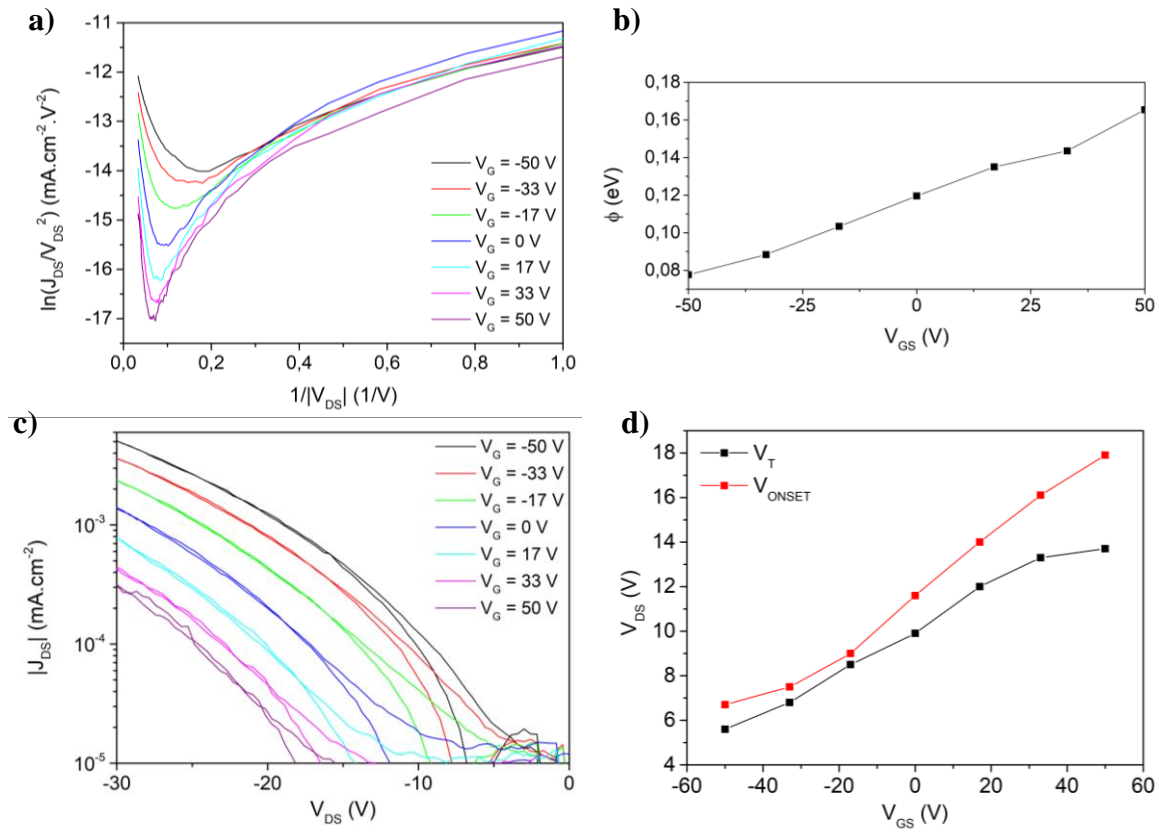 a)
-11
-12
-13
-14
-15
-16
-17
ln(J_DS/V_DS^2) (mA.cm^-2.V^-2)
V_G = -50 V
V_G = -33 V
V_G = -17 V
V_G = 0 V
V_G = 17 V
V_G = 33 V
V_G = 50 V
0,0 0,2 0,4 0,6 0,8 1,0
1/|V_DS| (1/V)
b)
0,18
0,16
0,14
0,12
0,10
0,08
ϕ (eV)
-50 -25 0 25 50
V_GS (V)
c)
10^-3
10^-4
10^-5
|J_DS| (mA.cm^-2)
V_G = -50 V
V_G = -33 V
V_G = -17 V
V_G = 0 V
V_G = 17 V
V_G = 33 V
V_G = 50 V
-30 -20 -10 0
V_DS (V)
d)
18
16
14
12
10
8
6
4
V_DS (V)
V_T
V_ONSET
-60 -40 -20 0 20 40 60
V_GS (V)